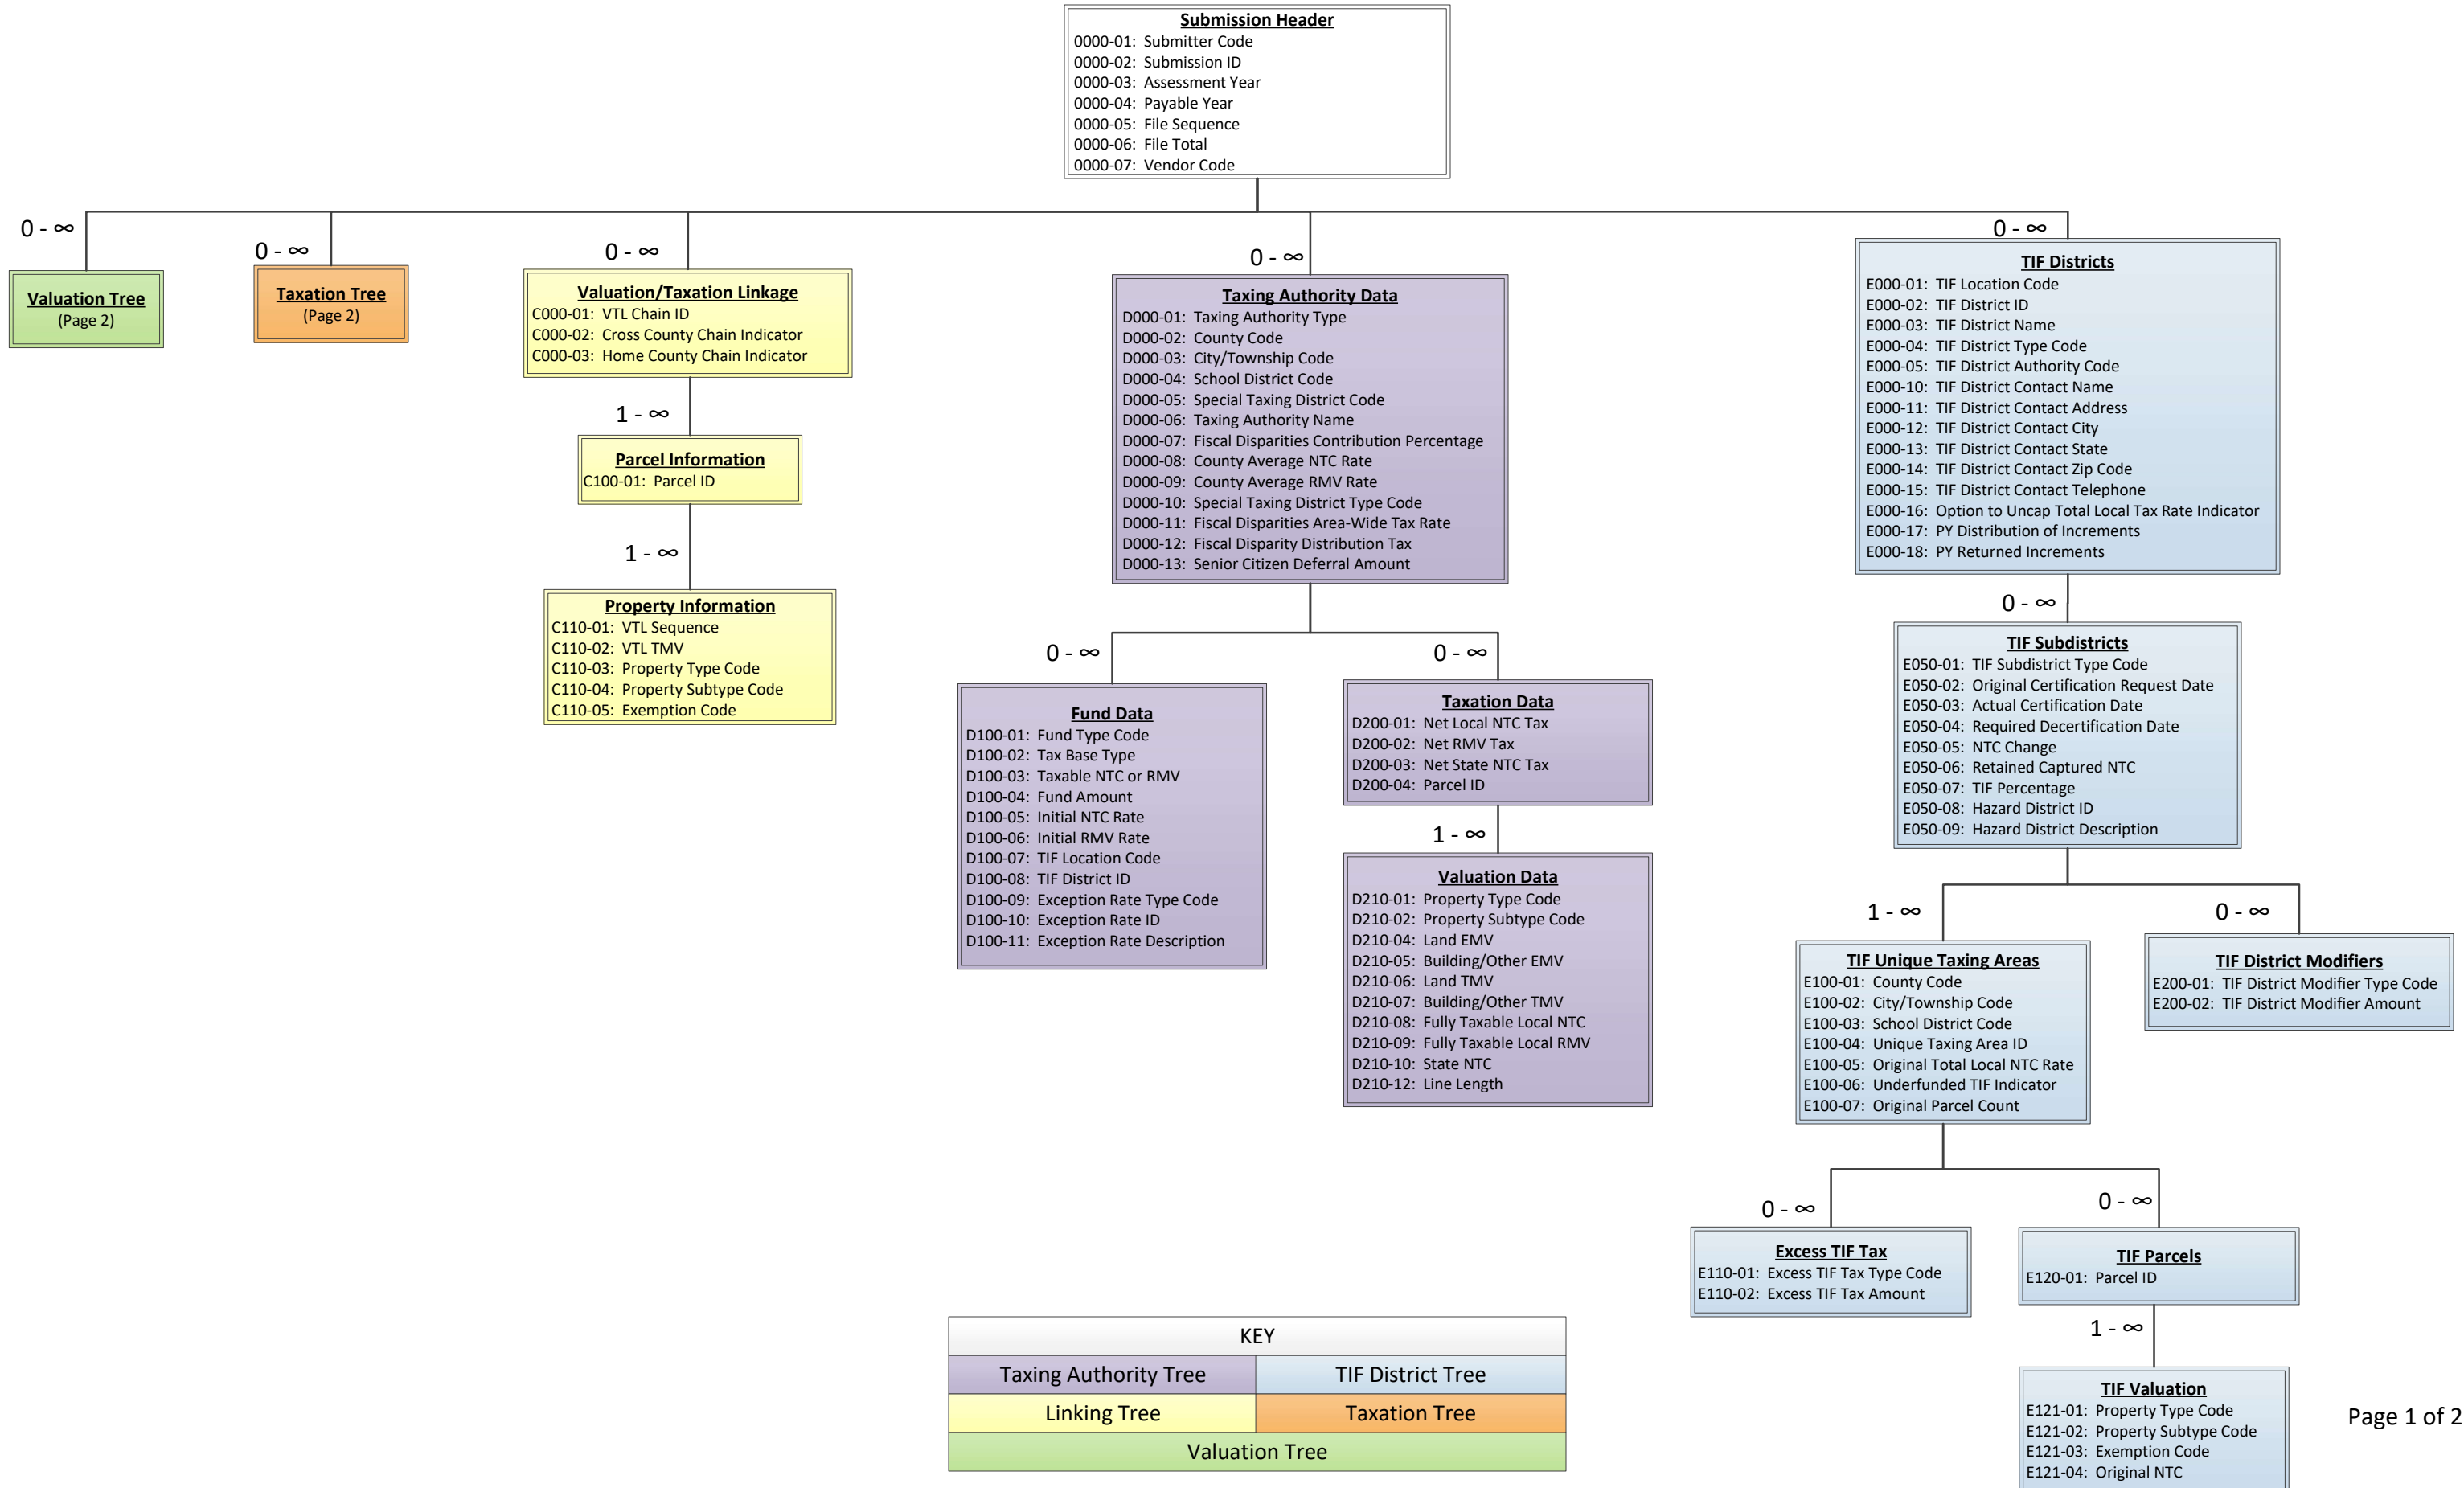 Submission Header
0000-01: Submitter Code
0000-02: Submission ID
0000-03: Assessment Year
0000-04: Payable Year
0000-05: File Sequence
0000-06: File Total
0000-07: Vendor Code
0 - ∞
Valuation Tree
(Page 2)
0 - ∞
Taxation Tree
(Page 2)
0 - ∞
Valuation/Taxation Linkage
C000-01: VTL Chain ID
C000-02: Cross County Chain Indicator
C000-03: Home County Chain Indicator
1 - ∞
Parcel Information
C100-01: Parcel ID
1 - ∞
Property Information
C110-01: VTL Sequence
C110-02: VTL TMV
C110-03: Property Type Code
C110-04: Property Subtype Code
C110-05: Exemption Code
0 - ∞
Taxing Authority Data
D000-01: Taxing Authority Type
D000-02: County Code
D000-03: City/Township Code
D000-04: School District Code
D000-05: Special Taxing District Code
D000-06: Taxing Authority Name
D000-07: Fiscal Disparities Contribution Percentage
D000-08: County Average NTC Rate
D000-09: County Average RMV Rate
D000-10: Special Taxing District Type Code
D000-11: Fiscal Disparities Area-Wide Tax Rate
D000-12: Fiscal Disparity Distribution Tax
D000-13: Senior Citizen Deferral Amount
0 - ∞
Fund Data
D100-01: Fund Type Code
D100-02: Tax Base Type
D100-03: Taxable NTC or RMV
D100-04: Fund Amount
D100-05: Initial NTC Rate
D100-06: Initial RMV Rate
D100-07: TIF Location Code
D100-08: TIF District ID
D100-09: Exception Rate Type Code
D100-10: Exception Rate ID
D100-11: Exception Rate Description
0 - ∞
Taxation Data
D200-01: Net Local NTC Tax
D200-02: Net RMV Tax
D200-03: Net State NTC Tax
D200-04: Parcel ID
1 - ∞
Valuation Data
D210-01: Property Type Code
D210-02: Property Subtype Code
D210-04: Land EMV
D210-05: Building/Other EMV
D210-06: Land TMV
D210-07: Building/Other TMV
D210-08: Fully Taxable Local NTC
D210-09: Fully Taxable Local RMV
D210-10: State NTC
D210-12: Line Length
0 - ∞
TIF Districts
E000-01: TIF Location Code
E000-02: TIF District ID
E000-03: TIF District Name
E000-04: TIF District Type Code
E000-05: TIF District Authority Code
E000-10: TIF District Contact Name
E000-11: TIF District Contact Address
E000-12: TIF District Contact City
E000-13: TIF District Contact State
E000-14: TIF District Contact Zip Code
E000-15: TIF District Contact Telephone
E000-16: Option to Uncap Total Local Tax Rate Indicator
E000-17: PY Distribution of Increments
E000-18: PY Returned Increments
0 - ∞
TIF Subdistricts
E050-01: TIF Subdistrict Type Code
E050-02: Original Certification Request Date
E050-03: Actual Certification Date
E050-04: Required Decertification Date
E050-05: NTC Change
E050-06: Retained Captured NTC
E050-07: TIF Percentage
E050-08: Hazard District ID
E050-09: Hazard District Description
1 - ∞
TIF Unique Taxing Areas
E100-01: County Code
E100-02: City/Township Code
E100-03: School District Code
E100-04: Unique Taxing Area ID
E100-05: Original Total Local NTC Rate
E100-06: Underfunded TIF Indicator
E100-07: Original Parcel Count
0 - ∞
TIF District Modifiers
E200-01: TIF District Modifier Type Code
E200-02: TIF District Modifier Amount
0 - ∞
Excess TIF Tax
E110-01: Excess TIF Tax Type Code
E110-02: Excess TIF Tax Amount
0 - ∞
TIF Parcels
E120-01: Parcel ID
1 - ∞
TIF Valuation
E121-01: Property Type Code
E121-02: Property Subtype Code
E121-03: Exemption Code
E121-04: Original NTC
KEY
Taxing Authority Tree
TIF District Tree
Linking Tree
Taxation Tree
Valuation Tree
Page 1 of 2